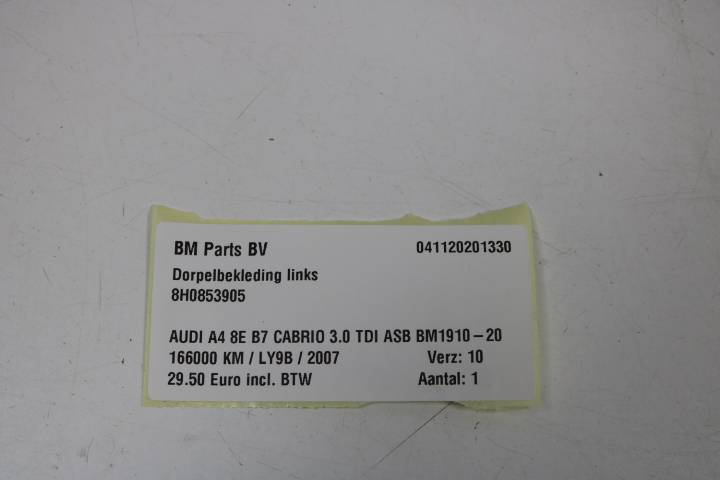 BM Parts BV 041120201330
Dorpelbekleding links
8H0853905
AUDI A4 8E B7 CABRIO 3.0 TDI ASB BM1910-20
166000 KM / LY9B / 2007 Verz: 10
29.50 Euro incl. BTW Aantal: 1